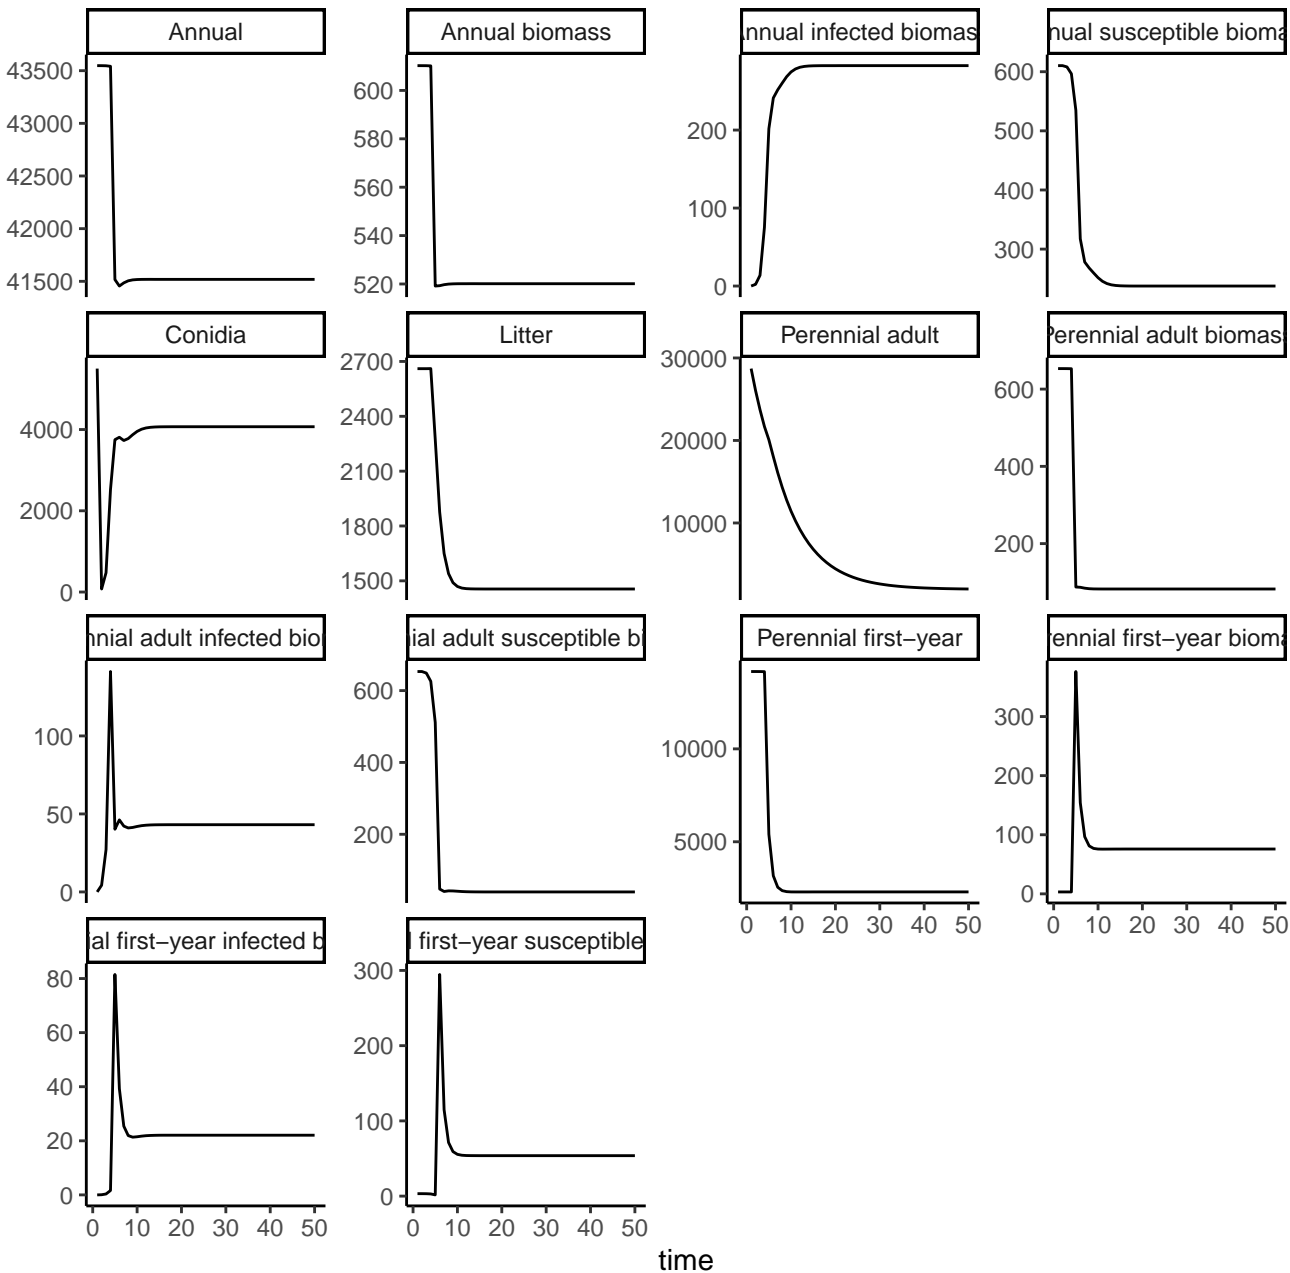 Annual
Annual biomass
nnual infected biomas
nual susceptible bioma
43500
43000
42500
42000
41500
600
580
560
540
520
200
100
0
600
500
400
300
Conidia
Litter
Perennial adult
Perennial adult biomas
4000
2000
0
2700
2400
2100
1800
1500
30000
20000
10000
600
400
200
nnial adult infected bio
ial adult susceptible bi
Perennial first−year
rennial first−year bioma
100
50
0
600
400
200
10000
5000
300
200
100
0
0 10 20 30 40 50
0 10 20 30 40 50
ial first−year infected b
l first−year susceptible
80
60
40
20
0
300
200
100
0
0 10 20 30 40 50
0 10 20 30 40 50
time